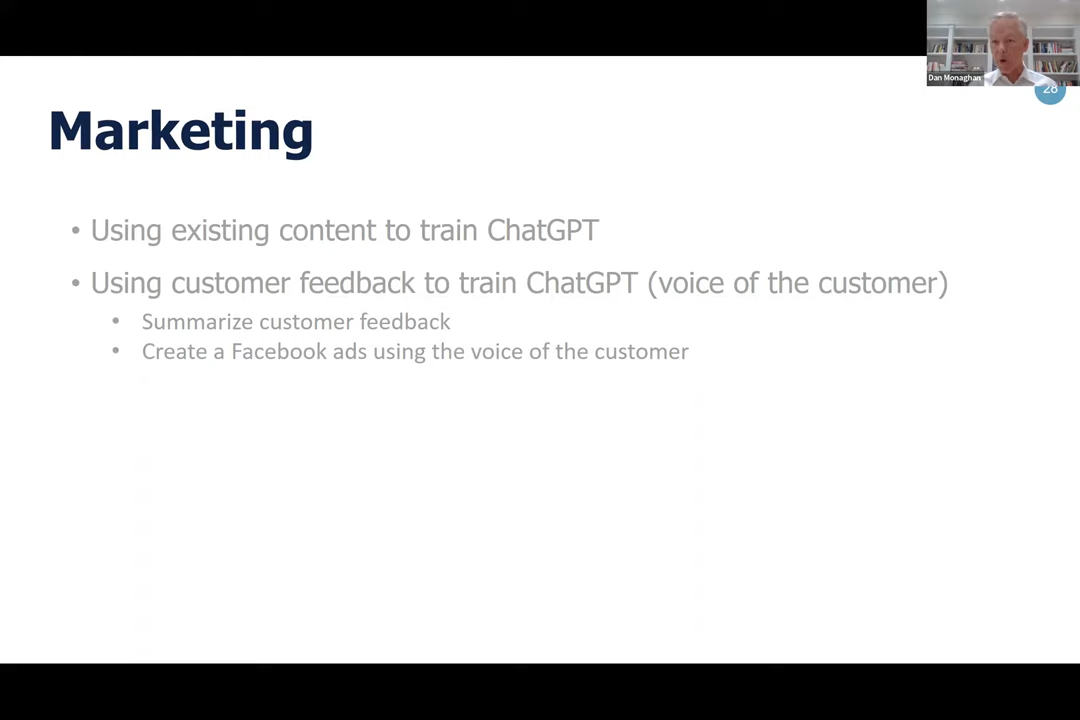 Dan Monaghan
28
Marketing
• Using existing content to train ChatGPT
• Using customer feedback to train ChatGPT (voice of the customer)
• Summarize customer feedback
• Create a Facebook ads using the voice of the customer